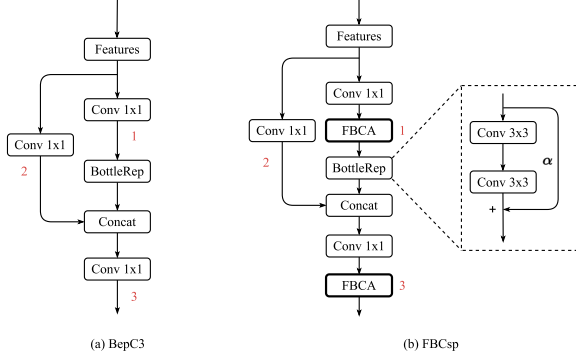 Features
Conv 1x1
1
Conv 1x1
2
BottleRep
Concat
Conv 1x1
3
(a) BepC3
Features
Conv 1x1
Conv 1x1
FBCA
1
2
BottleRep
Concat
Conv 1x1
FBCA
3
Conv 3x3
α
Conv 3x3
+
(b) FBCsp